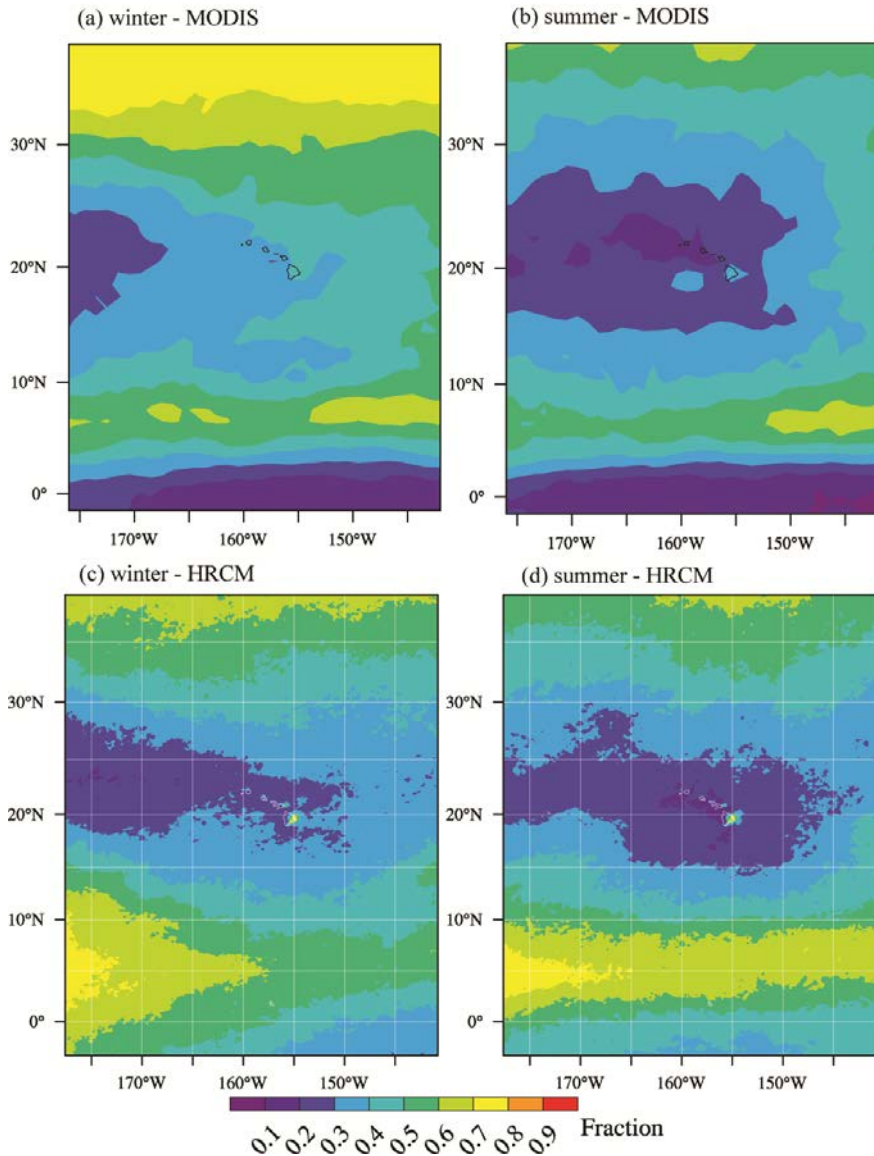 (a) winter - MODIS
(b) summer - MODIS
30°N
20°N
10°N
0°
170°W 160°W 150°W
30°N
20°N
10°N
0°
170°W 160°W 150°W
(c) winter - HRCM
(d) summer - HRCM
30°N
20°N
10°N
0°
170°W 160°W 150°W
30°N
20°N
10°N
0°
170°W 160°W 150°W
0.1 0.2 0.3 0.4 0.5 0.6 0.7 0.8 0.9 Fraction